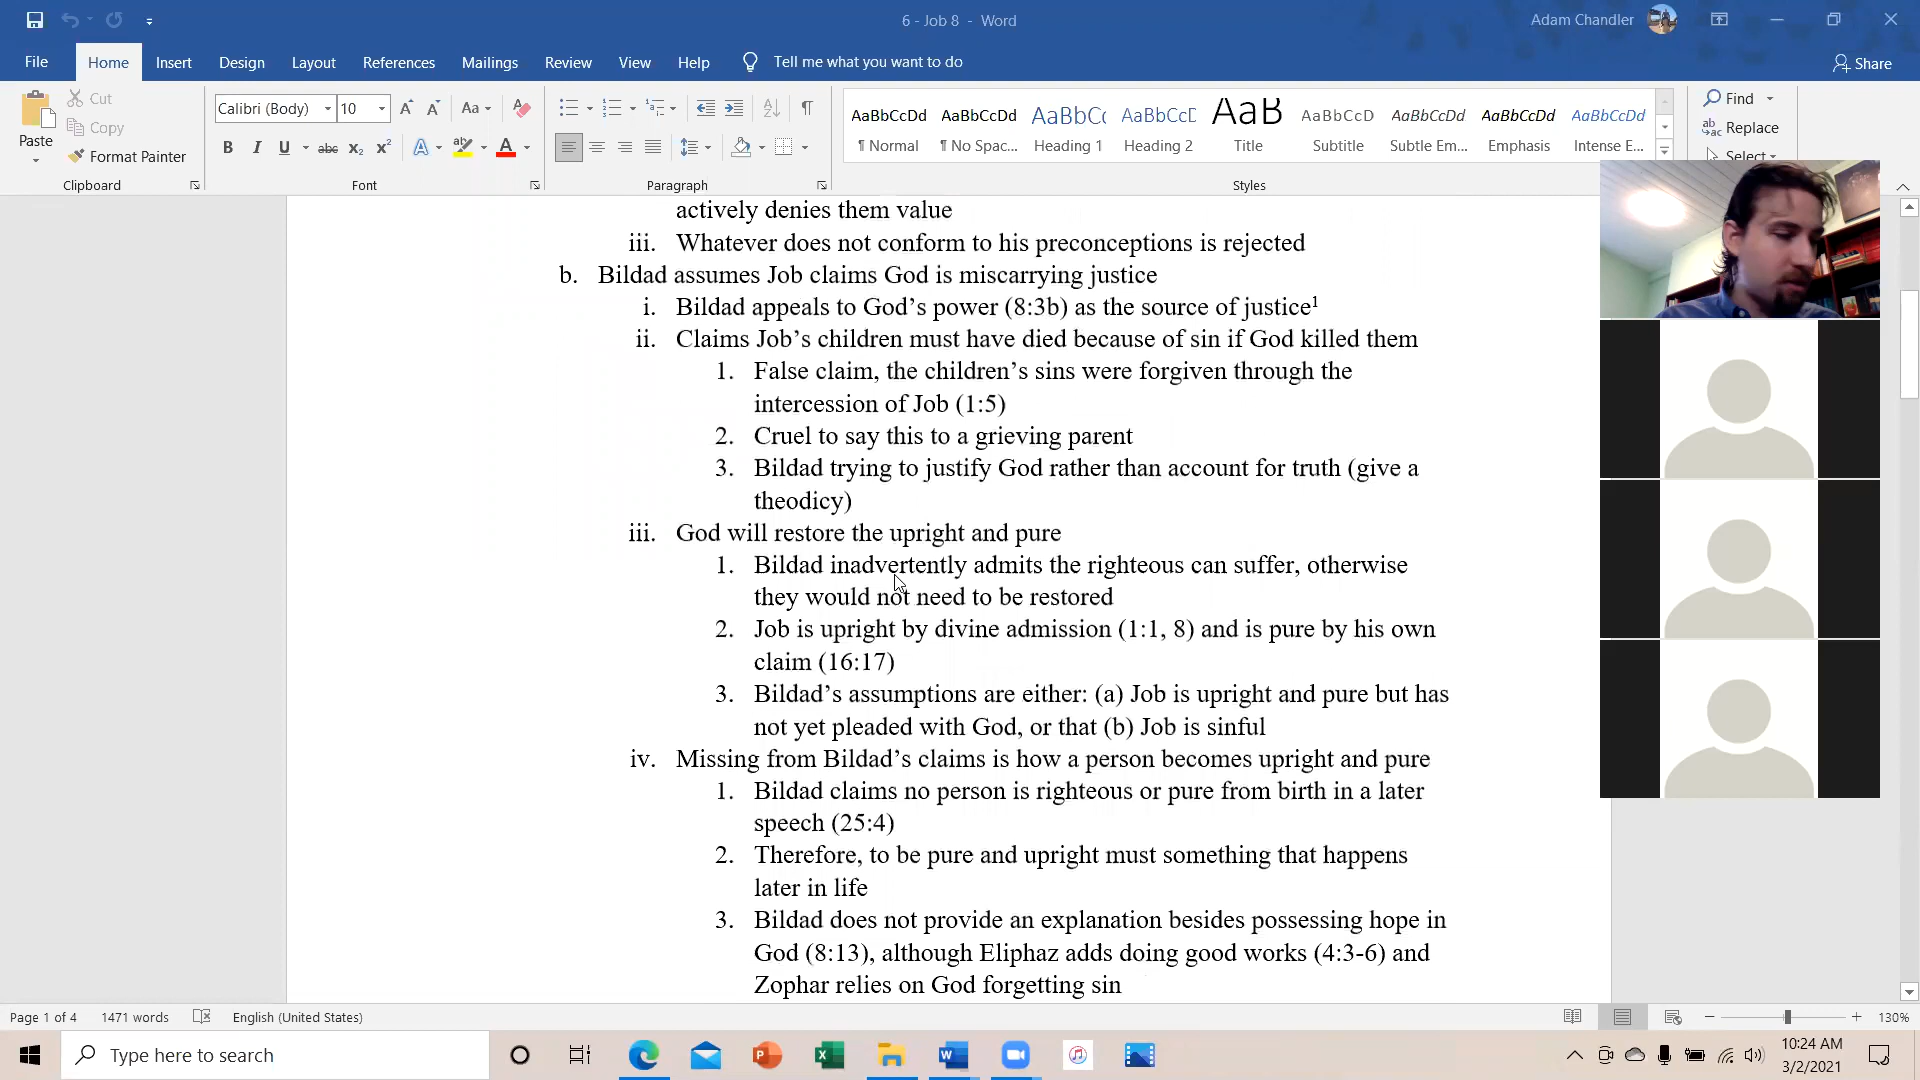 6 - Job 8 - Word
Adam Chandler
File Home Insert Design Layout References Mailings Review View Help Tell me what you want to do Share
Paste Cut Copy Format Painter
Calibri (Body) 10 Aa
B I U abc x2 x2 A ab A
AaBbCcDd AaBbCcDd AaBbCc AaBbCcD AaB AaBbCcD AaBbCcDd AaBbCcDd AaBbCcDd
¶ Normal ¶ No Spac... Heading 1 Heading 2 Title Subtitle Subtle Em... Emphasis Intense E...
Find Replace Select
Clipboard Font Paragraph Styles
actively denies them value
iii. Whatever does not conform to his preconceptions is rejected
b. Bildad assumes Job claims God is miscarrying justice
i. Bildad appeals to God’s power (8:3b) as the source of justice1
ii. Claims Job’s children must have died because of sin if God killed them
1. False claim, the children’s sins were forgiven through the
intercession of Job (1:5)
2. Cruel to say this to a grieving parent
3. Bildad trying to justify God rather than account for truth (give a
theodicy)
iii. God will restore the upright and pure
1. Bildad inadvertently admits the righteous can suffer, otherwise
they would not need to be restored
2. Job is upright by divine admission (1:1, 8) and is pure by his own
claim (16:17)
3. Bildad’s assumptions are either: (a) Job is upright and pure but has
not yet pleaded with God, or that (b) Job is sinful
iv. Missing from Bildad’s claims is how a person becomes upright and pure
1. Bildad claims no person is righteous or pure from birth in a later
speech (25:4)
2. Therefore, to be pure and upright must something that happens
later in life
3. Bildad does not provide an explanation besides possessing hope in
God (8:13), although Eliphaz adds doing good works (4:3-6) and
Zophar relies on God forgetting sin
Page 1 of 4 1471 words English (United States) 130%
Type here to search
10:24 AM
3/2/2021